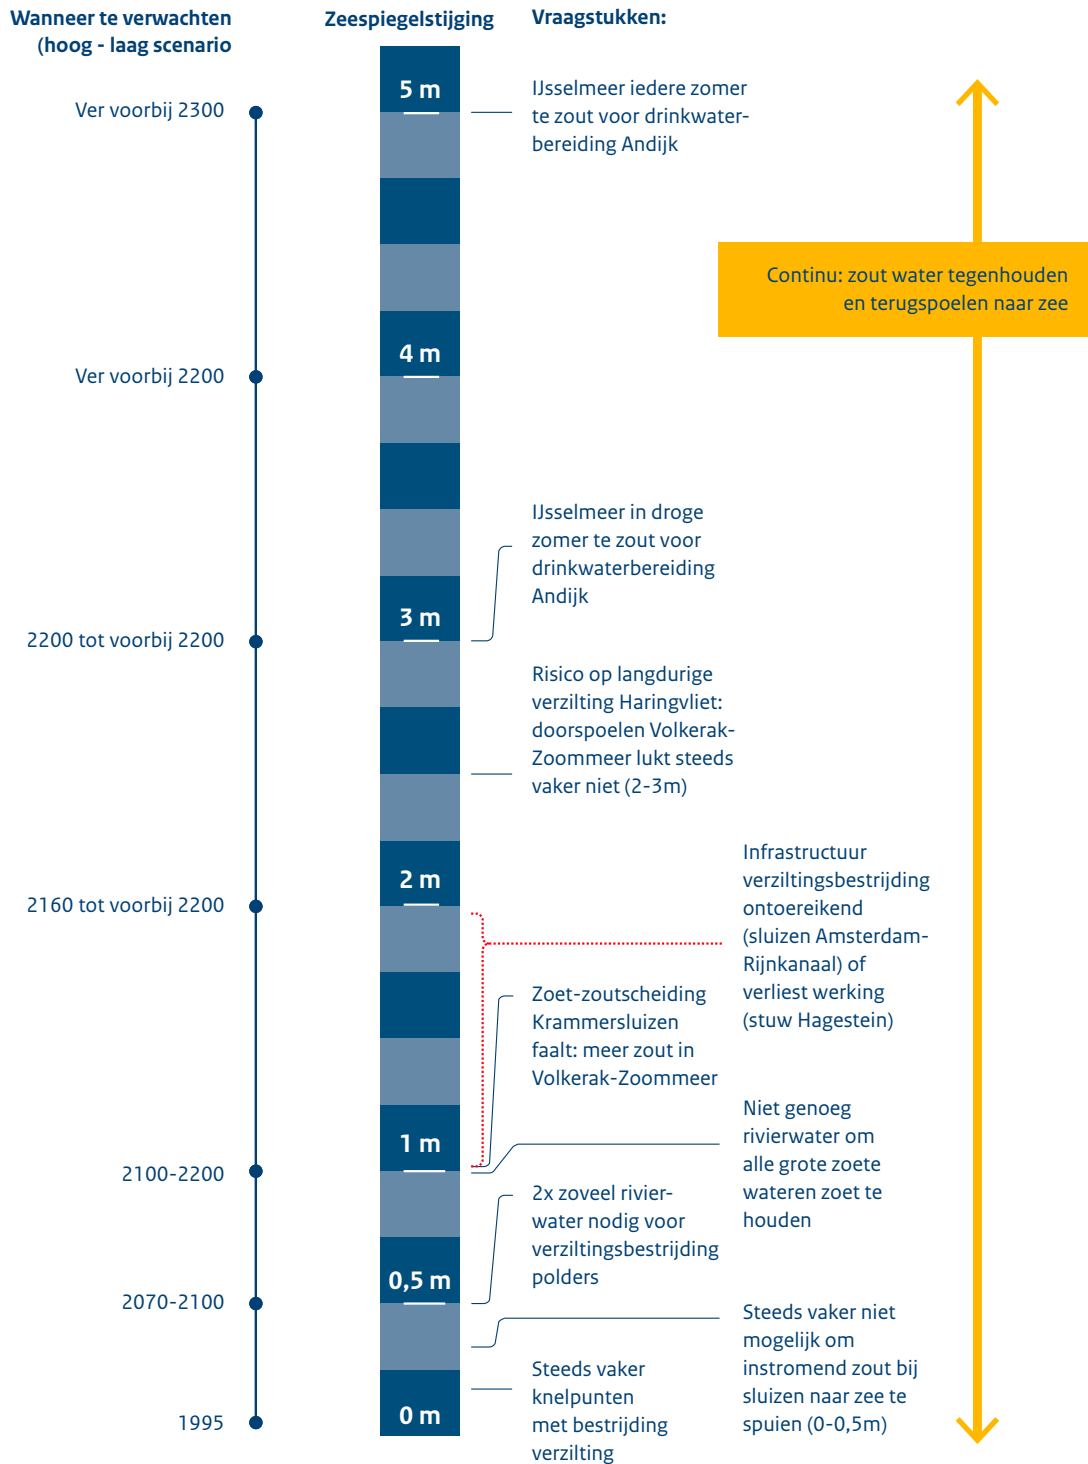 Wanneer te verwachten
(hoog - laag scenario
Zeespiegelstijging
Vraagstukken:
5 m
Ver voorbij 2300
IJsselmeer iedere zomer
te zout voor drinkwater-
bereiding Andijk
Continu: zout water tegenhouden
en terugspoelen naar zee
4 m
Ver voorbij 2200
IJsselmeer in droge
zomer te zout voor
drinkwaterbereiding
Andijk
3 m
2200 tot voorbij 2200
Risico op langdurige
verzilting Haringvliet:
doorspoelen Volkerak-
Zoommeer lukt steeds
vaker niet (2-3m)
2 m
2160 tot voorbij 2200
Infrastructuur
verziltingsbestrijding
ontoereikend
(sluizen Amsterdam-
Rijnkanaal) of
verliest werking
(stuw Hagestein)
Zoet-zoutscheiding
Krammersluizen
faalt: meer zout in
Volkerak-Zoommeer
1 m
2100-2200
Niet genoeg
rivierwater om
alle grote zoete
wateren zoet te
houden
2x zoveel rivier-
water nodig voor
verziltingsbestrijding
polders
0,5 m
2070-2100
Steeds vaker niet
mogelijk om
instromend zout bij
sluizen naar zee te
spuien (0-0,5m)
Steeds vaker
knelpunten
met bestrijding
verzilting
0 m
1995